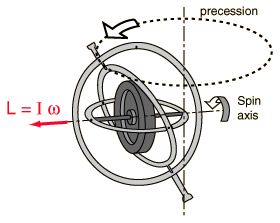 precession
L = I ω
Spin
axis